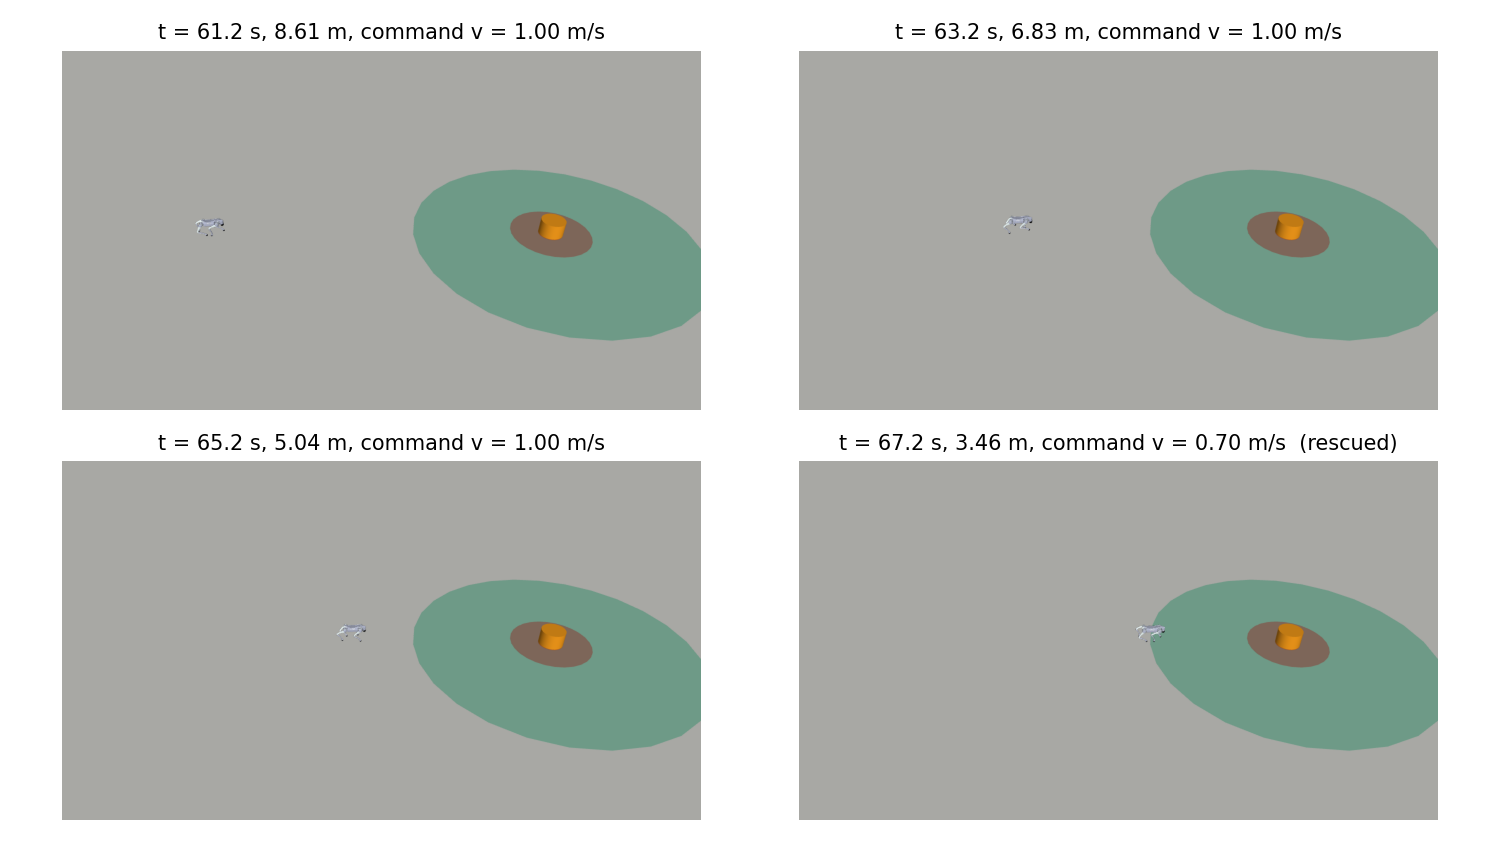 t = 61.2 s, 8.61 m, command v = 1.00 m/s
t = 63.2 s, 6.83 m, command v = 1.00 m/s
t = 65.2 s, 5.04 m, command v = 1.00 m/s
t = 67.2 s, 3.46 m, command v = 0.70 m/s  (rescued)